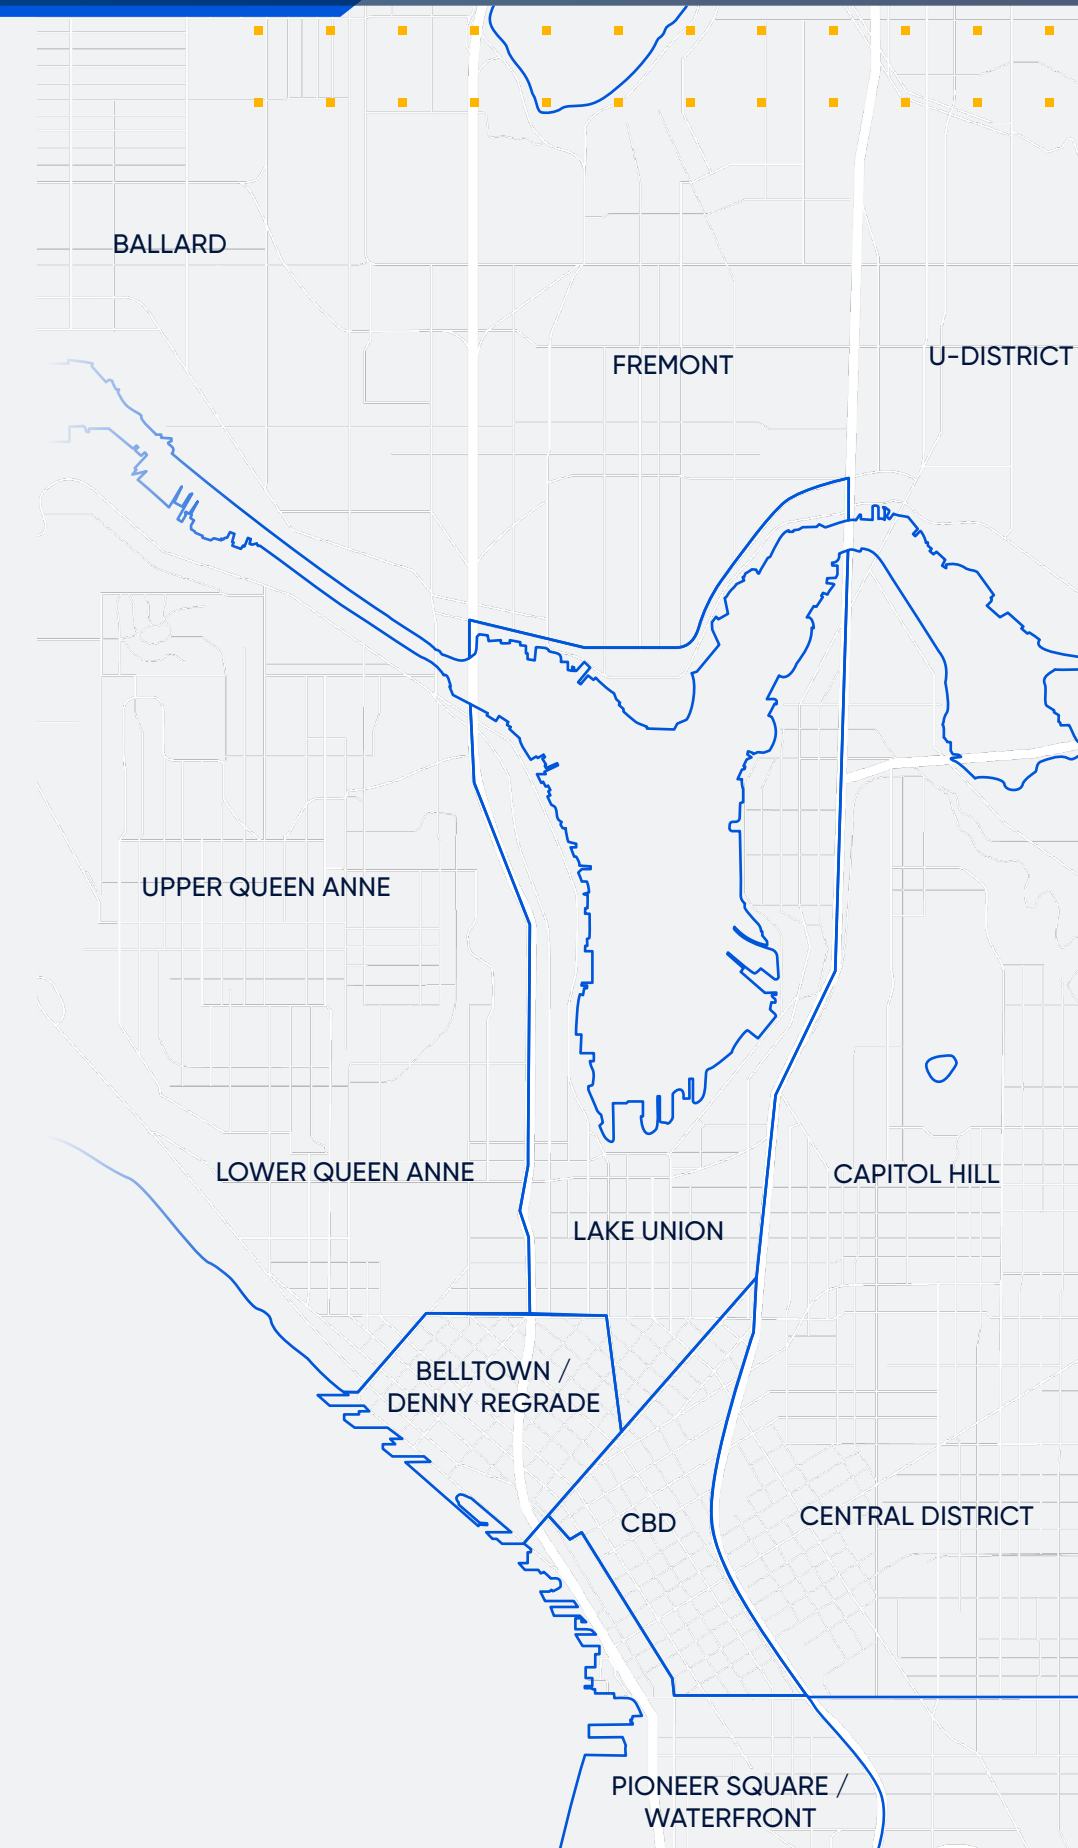 BALLARD
FREMONT
U-DISTRICT
UPPER QUEEN ANNE
LOWER QUEEN ANNE
CAPITOL HILL
LAKE UNION
BELLTOWN /
DENNY REGRADE
CBD
CENTRAL DISTRICT
PIONEER SQUARE /
WATERFRONT